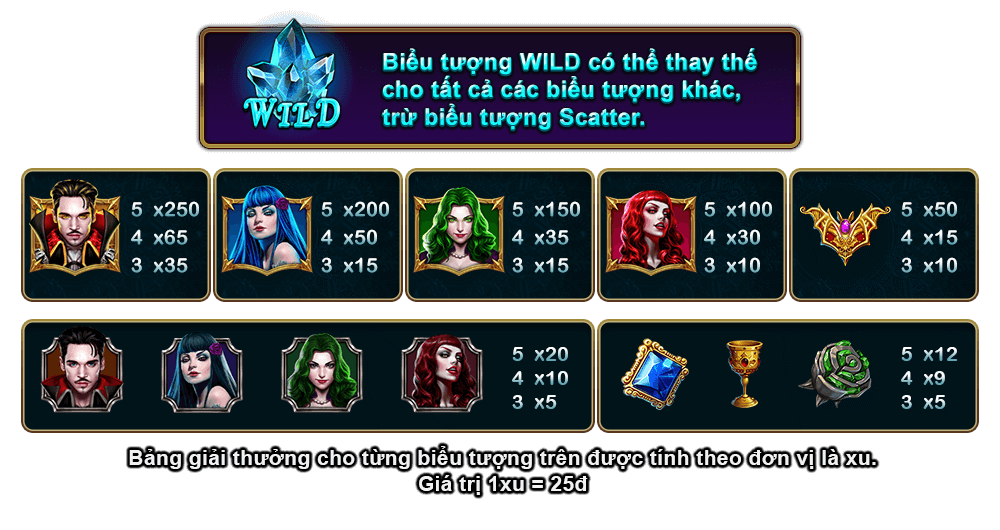 WILD
Biểu tượng WILD có thể thay thế
cho tất cả các biểu tượng khác,
trừ biểu tượng Scatter.
5 x250
4 x65
3 x35
5 x200
4 x50
3 x15
5 x150
4 x35
3 x15
5 x100
4 x30
3 x10
5 x50
4 x15
3 x10
5 x20
4 x10
3 x5
5 x12
4 x9
3 x5
Bảng giải thưởng cho từng biểu tượng trên được tính theo đơn vị là xu.
Giá trị 1xu = 25đ